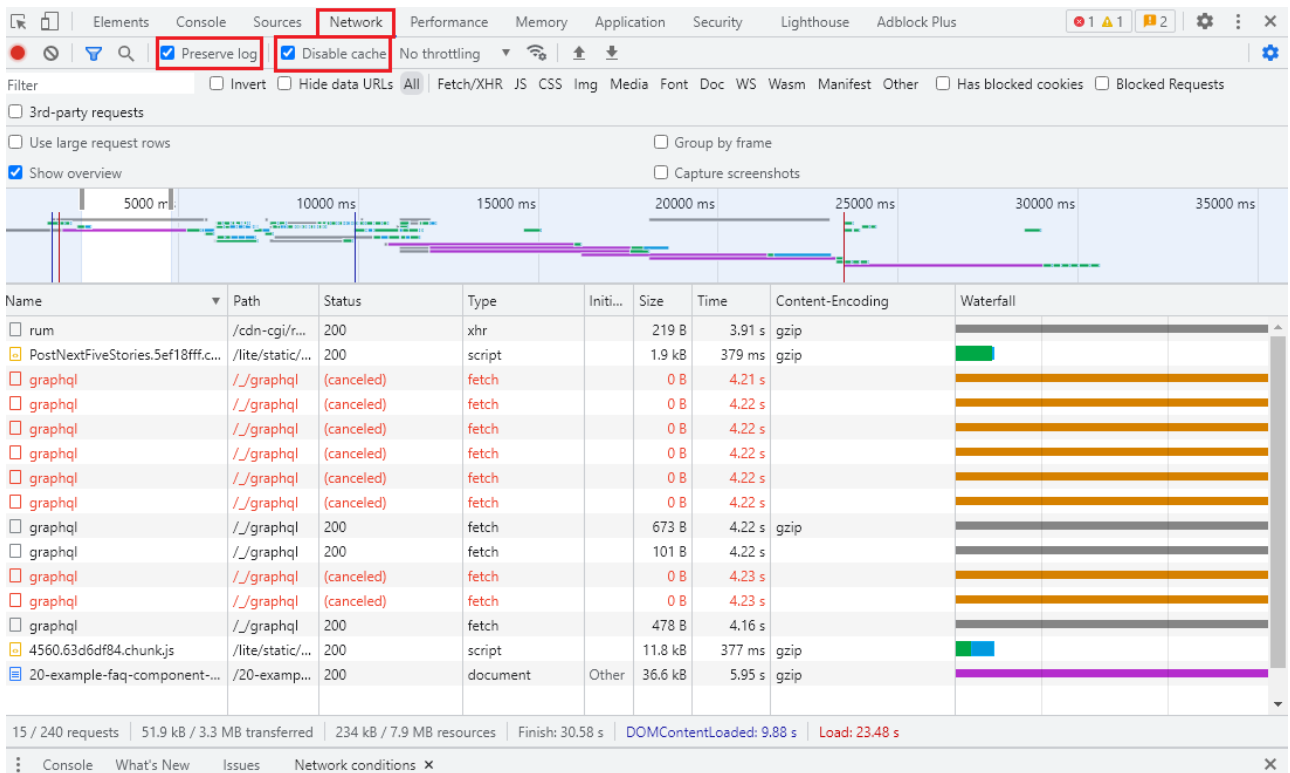 Elements Console Sources Network Performance Memory Application Security Lighthouse Adblock Plus 1 1 2
Preserve log Disable cache No throttling
Filter Invert Hide data URLs All Fetch/XHR JS CSS Img Media Font Doc WS Wasm Manifest Other Has blocked cookies Blocked Requests
3rd-party requests
Use large request rows Group by frame
Show overview Capture screenshots
5000 ms 10000 ms 15000 ms 20000 ms 25000 ms 30000 ms 35000 ms
Name Path Status Type Initi... Size Time Content-Encoding Waterfall
rum /cdn-cgi/r... 200 xhr 219 B 3.91 s gzip
PostNextFiveStories.5ef18fff.c... /lite/static/... 200 script 1.9 kB 379 ms gzip
graphql /_/graphql (canceled) fetch 0 B 4.21 s
graphql /_/graphql (canceled) fetch 0 B 4.22 s
graphql /_/graphql (canceled) fetch 0 B 4.22 s
graphql /_/graphql (canceled) fetch 0 B 4.22 s
graphql /_/graphql (canceled) fetch 0 B 4.22 s
graphql /_/graphql (canceled) fetch 0 B 4.22 s
graphql /_/graphql 200 fetch 673 B 4.22 s gzip
graphql /_/graphql 200 fetch 101 B 4.22 s
graphql /_/graphql (canceled) fetch 0 B 4.23 s
graphql /_/graphql (canceled) fetch 0 B 4.23 s
graphql /_/graphql 200 fetch 478 B 4.16 s
4560.63d6df84.chunk.js /lite/static/... 200 script 11.8 kB 377 ms gzip
20-example-faq-component-... /20-examp... 200 document Other 36.6 kB 5.95 s gzip
15 / 240 requests 51.9 kB / 3.3 MB transferred 234 kB / 7.9 MB resources Finish: 30.58 s DOMContentLoaded: 9.88 s Load: 23.48 s
Console What's New Issues Network conditions